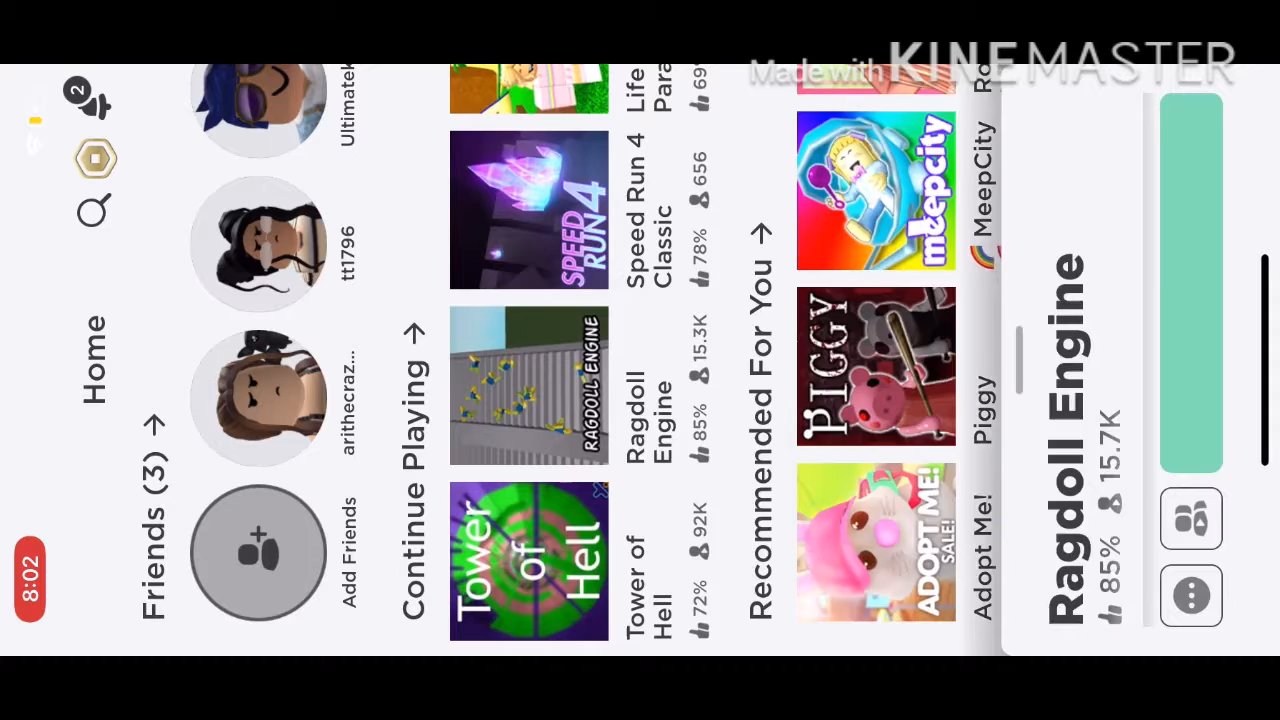 Made with KINEMASTER
8:02
2
Home
Friends (3) →
Add Friends
arithecraz...
tt1796
Ultimatek
Continue Playing →
Tower
of
Hell
RAGDOLL ENGINE
SPEED
RUN 4
Tower of
Hell
72% 92K
Ragdoll
Engine
85% 15.3K
Speed Run 4
Classic
78% 656
Life
Para
69
Recommended For You →
ADOPT ME!
SALE!
PIGGY
meepcity
Adopt Me!
Piggy
MeepCity
Ro
Ragdoll Engine
85% 15.7K